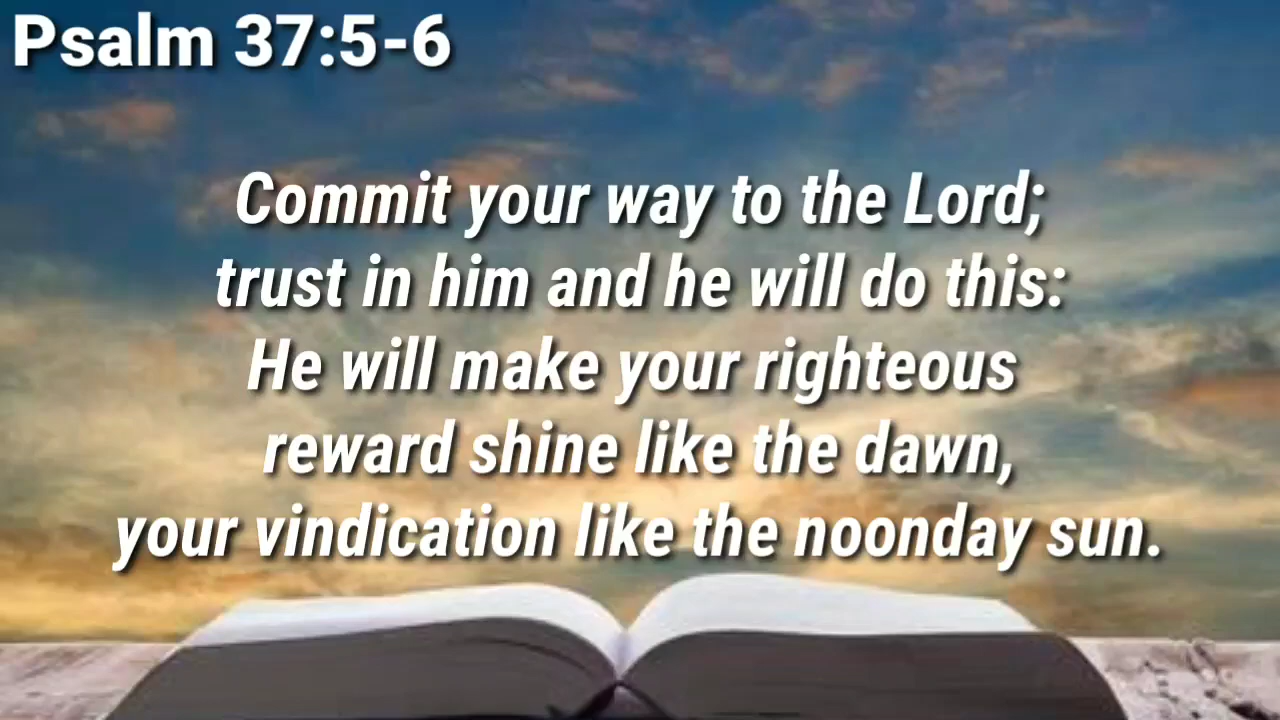 Psalm 37:5-6
Commit your way to the Lord;
trust in him and he will do this:
He will make your righteous
reward shine like the dawn,
your vindication like the noonday sun.